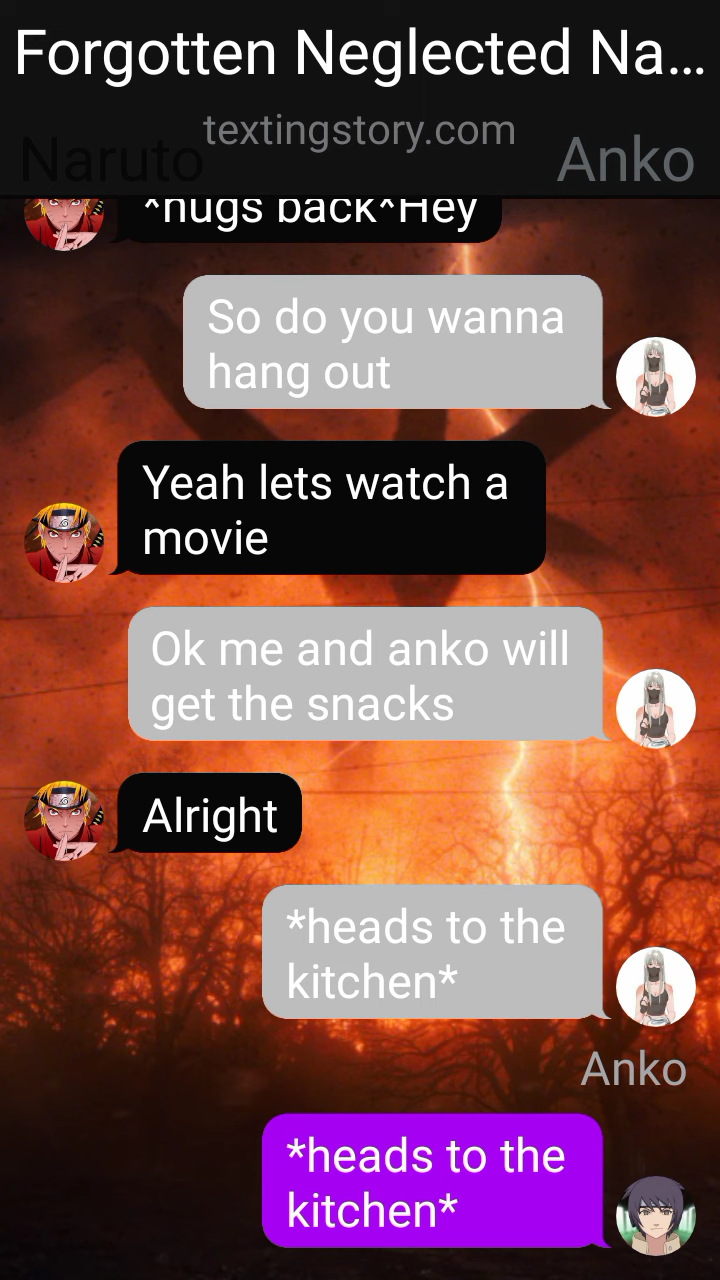 Forgotten Neglected Na...
textingstory.com
Naruto
Anko
*hugs back*Hey
So do you wanna
hang out
Yeah lets watch a
movie
Ok me and anko will
get the snacks
Alright
*heads to the
kitchen*
Anko
*heads to the
kitchen*